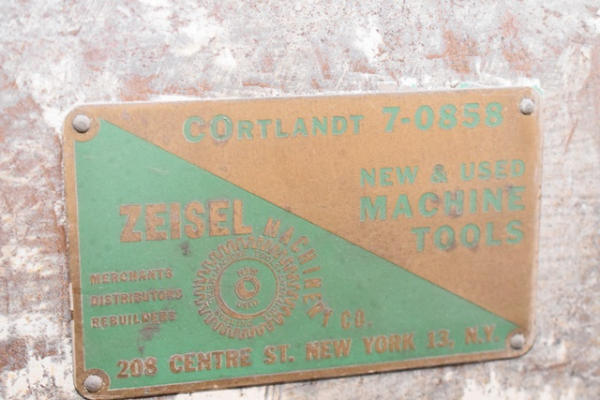 CORTLANDT 7-0858
NEW & USED
MACHINE
TOOLS
ZEISEL MACHINERY CO.
MERCHANTS
DISTRIBUTORS
REBUILDERS
208 CENTRE ST. NEW YORK 13, N.Y.